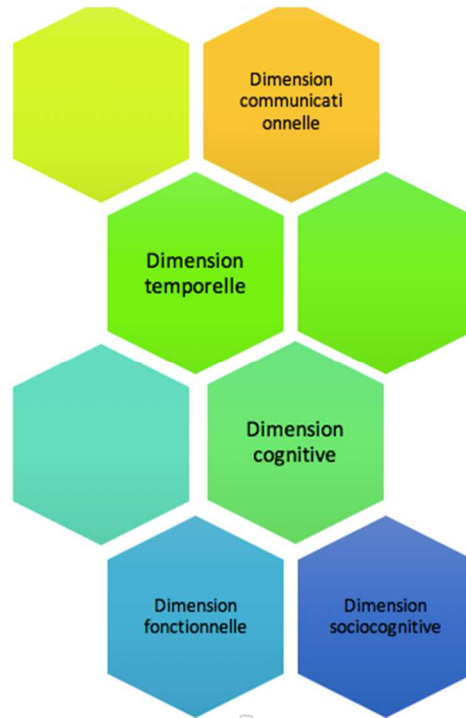 Dimension
communicati
onnelle
Dimension
temporelle
Dimension
cognitive
Dimension
fonctionnelle
Dimension
sociocognitive